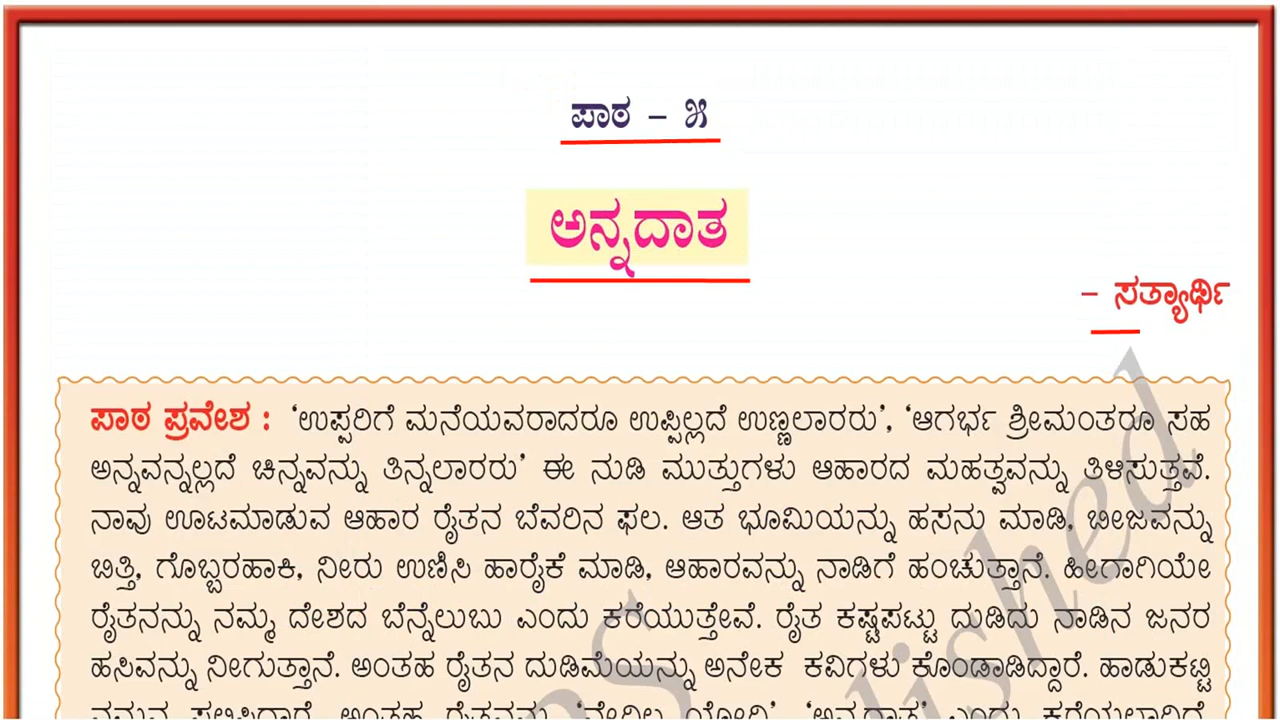 ಪಾಠ – ೫
ಅನ್ನದಾತ
– ಸತ್ಯಾರ್ಥಿ
ಪಾಠ ಪ್ರವೇಶ : ‘ಉಪ್ಪರಿಗೆ ಮನೆಯವರಾದರೂ ಉಪ್ಪಿಲ್ಲದೆ ಉಣ್ಣಲಾರರು’, ‘ಆಗರ್ಭ ಶ್ರೀಮಂತರೂ ಸಹ
ಅನ್ನವನ್ನಲ್ಲದೆ ಚಿನ್ನವನ್ನು ತಿನ್ನಲಾರರು’ ಈ ನುಡಿ ಮುತ್ತುಗಳು ಆಹಾರದ ಮಹತ್ವವನ್ನು ತಿಳಿಸುತ್ತವೆ.
ನಾವು ಊಟಮಾಡುವ ಆಹಾರ ರೈತನ ಬೆವರಿನ ಫಲ. ಆತ ಭೂಮಿಯನ್ನು ಹಸನು ಮಾಡಿ, ಬೀಜವನ್ನು
ಬಿತ್ತಿ, ಗೊಬ್ಬರಹಾಕಿ, ನೀರು ಉಣಿಸಿ ಹಾರೈಕೆ ಮಾಡಿ, ಆಹಾರವನ್ನು ನಾಡಿಗೆ ಹಂಚುತ್ತಾನೆ. ಹೀಗಾಗಿಯೇ
ರೈತನನ್ನು ನಮ್ಮ ದೇಶದ ಬೆನ್ನೆಲುಬು ಎಂದು ಕರೆಯುತ್ತೇವೆ. ರೈತ ಕಷ್ಟಪಟ್ಟು ದುಡಿದು ನಾಡಿನ ಜನರ
ಹಸಿವನ್ನು ನೀಗುತ್ತಾನೆ. ಅಂತಹ ರೈತನ ದುಡಿಮೆಯನ್ನು ಅನೇಕ ಕವಿಗಳು ಕೊಂಡಾಡಿದ್ದಾರೆ. ಹಾಡುಕಟ್ಟಿ